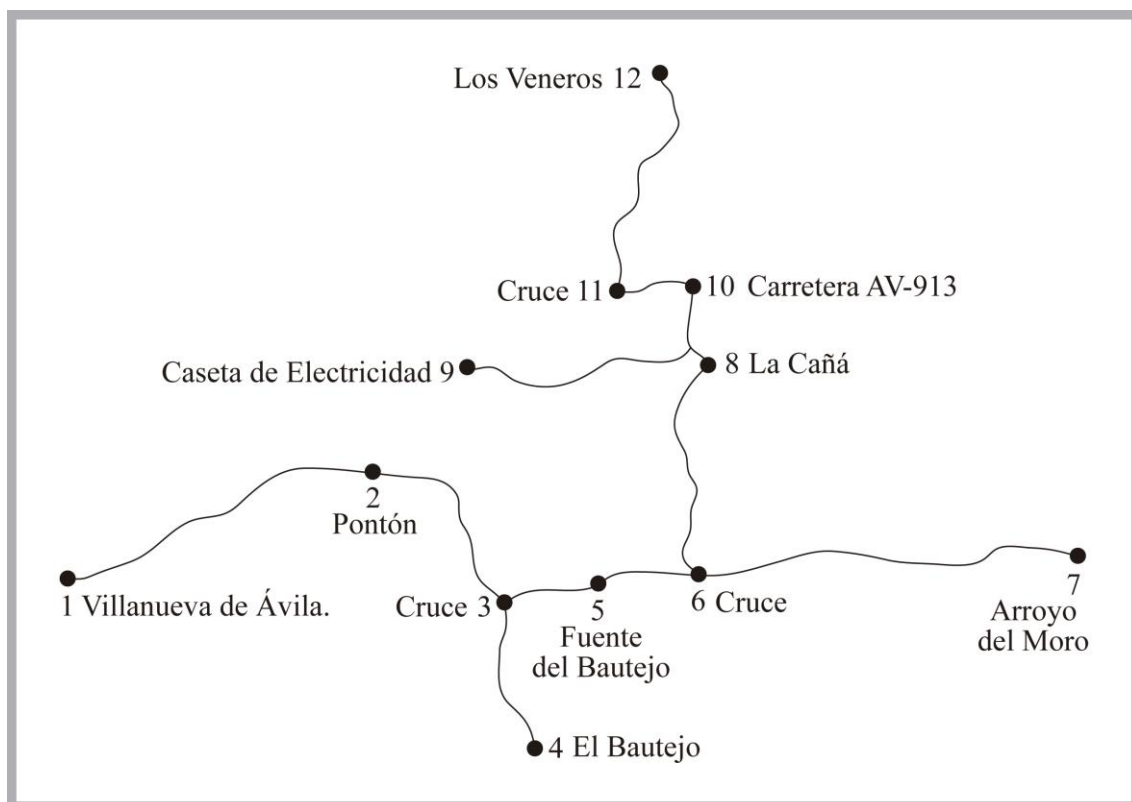 Los Veneros 12
Cruce 11
10 Carretera AV-913
Caseta de Electricidad 9
8 La Cañá
2
Pontón
1 Villanueva de Ávila.
Cruce 3
5
Fuente
del Bautejo
6 Cruce
7
Arroyo
del Moro
4 El Bautejo